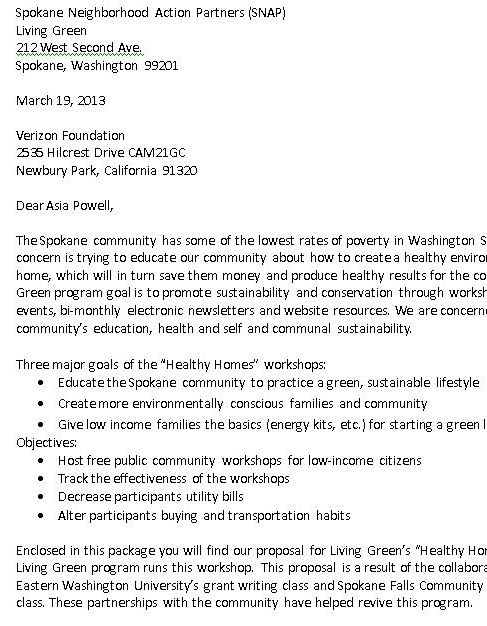 Spokane Neighborhood Action Partners (SNAP)
Living Green
212 West Second Ave.
Spokane, Washington 99201
March 19, 2013
Verizon Foundation
2535 Hilcrest Drive CAM21GC
Newbury Park, California 91320
Dear Asia Powell,
The Spokane community has some of the lowest rates of poverty in Washington S
concern is trying to educate our community about how to create a healthy enviro
home, which will in turn save them money and produce healthy results for the co
Green program goal is to promote sustainability and conservation through worksh
events, bi-monthly electronic newsletters and website resources. We are concern
community's education, health and self and communal sustainability.
Three major goals of the "Healthy Homes" workshops:
• Educate the Spokane community to practice a green, sustainable lifestyle
• Create more environmentally conscious families and community
• Give low income families the basics (energy kits, etc.) for starting a green l
Objectives:
• Host free public community workshops for low-income citizens
• Track the effectiveness of the workshops
• Decrease participants utility bills
• Alter participants buying and transportation habits
Enclosed in this package you will find our proposal for Living Green's "Healthy Hor
Living Green program runs this workshop. This proposal is a result of the collabora
Eastern Washington University's grant writing class and Spokane Falls Community
class. These partnerships with the community have helped revive this program.